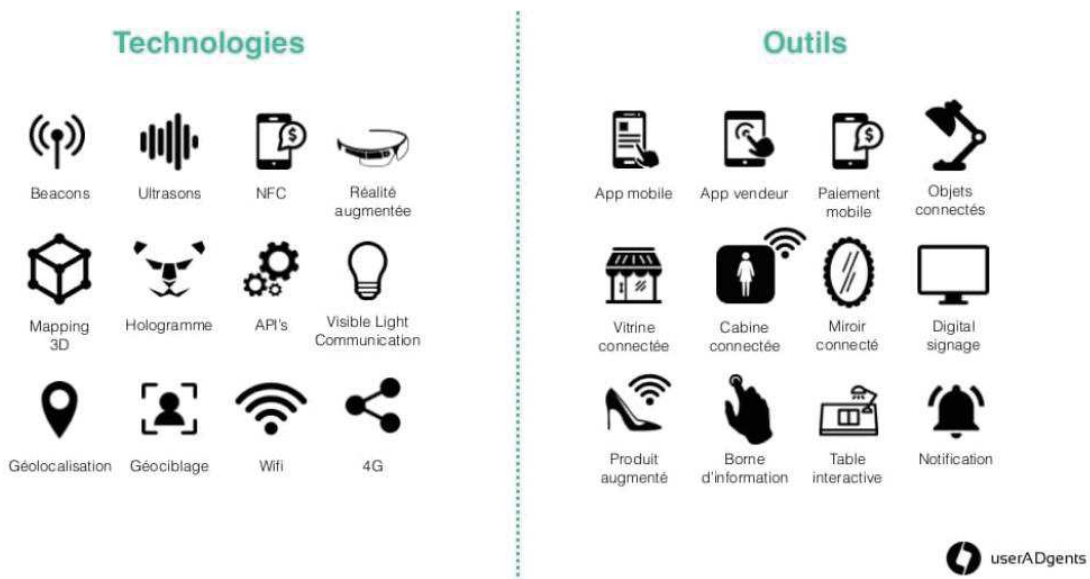 Technologies
Beacons
Ultrasons
NFC
Réalité
augmentée
Mapping
3D
Hologramme
API's
Visible Light
Communication
Géolocalisation
Géociblage
Wifi
4G
Outils
App mobile
App vendeur
$
Paiement
mobile
Objets
connectés
Vitrine
connectée
Cabine
connectée
Miroir
connecté
Digital
signage
Produit
augmenté
Borne
d'information
Table
interactive
Notification
userADgents